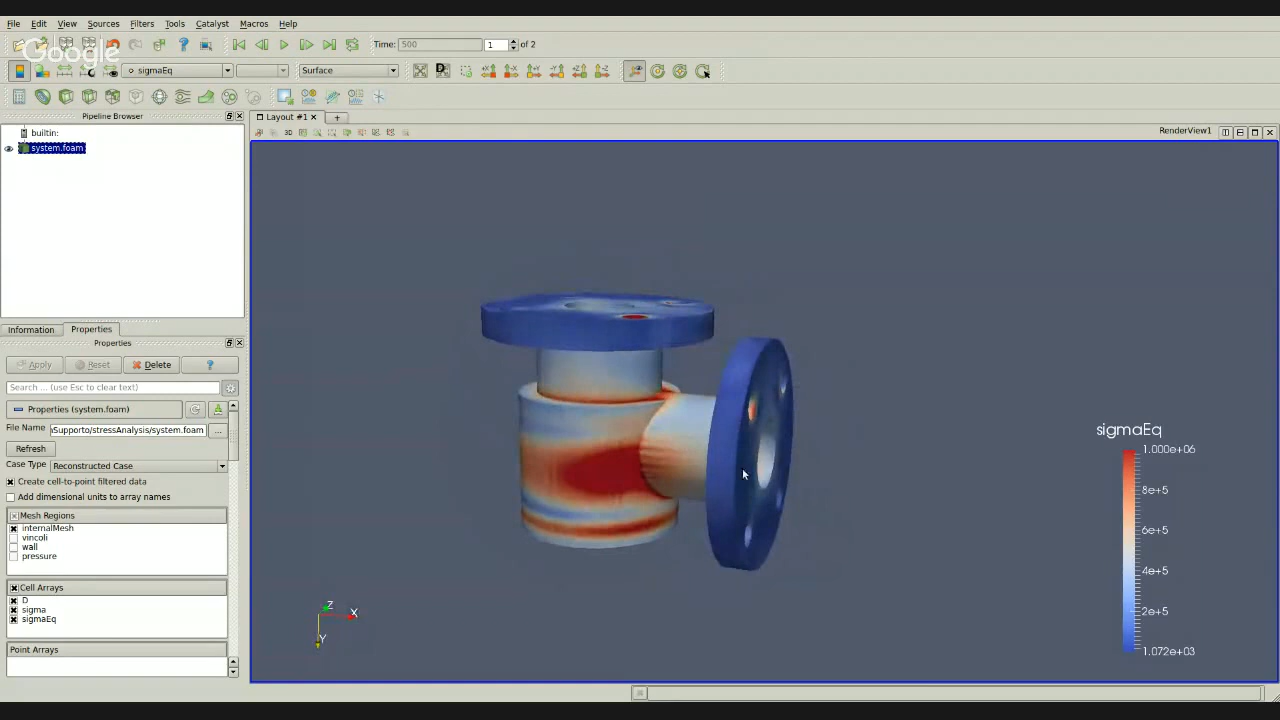 File Edit View Sources Filters Tools Catalyst Macros Help
Google
Time: 500 1 of 2
sigmaEq Surface
Pipeline Browser
Layout #1
builtin:
3D
RenderView1
system.foam
Information Properties
Properties
Apply Reset Delete ?
Search ... (use Esc to clear text)
Properties (system.foam)
File Name \Supporto/stressAnalysis/system.foam ...
Refresh
Case Type Reconstructed Case
Create cell-to-point filtered data
Add dimensional units to array names
Mesh Regions
internalMesh
vincoli
wall
pressure
Cell Arrays
D
sigma
sigmaEq
Point Arrays
sigmaEq
1.000e+06
8e+5
6e+5
4e+5
2e+5
1.072e+03
Z
X
Y